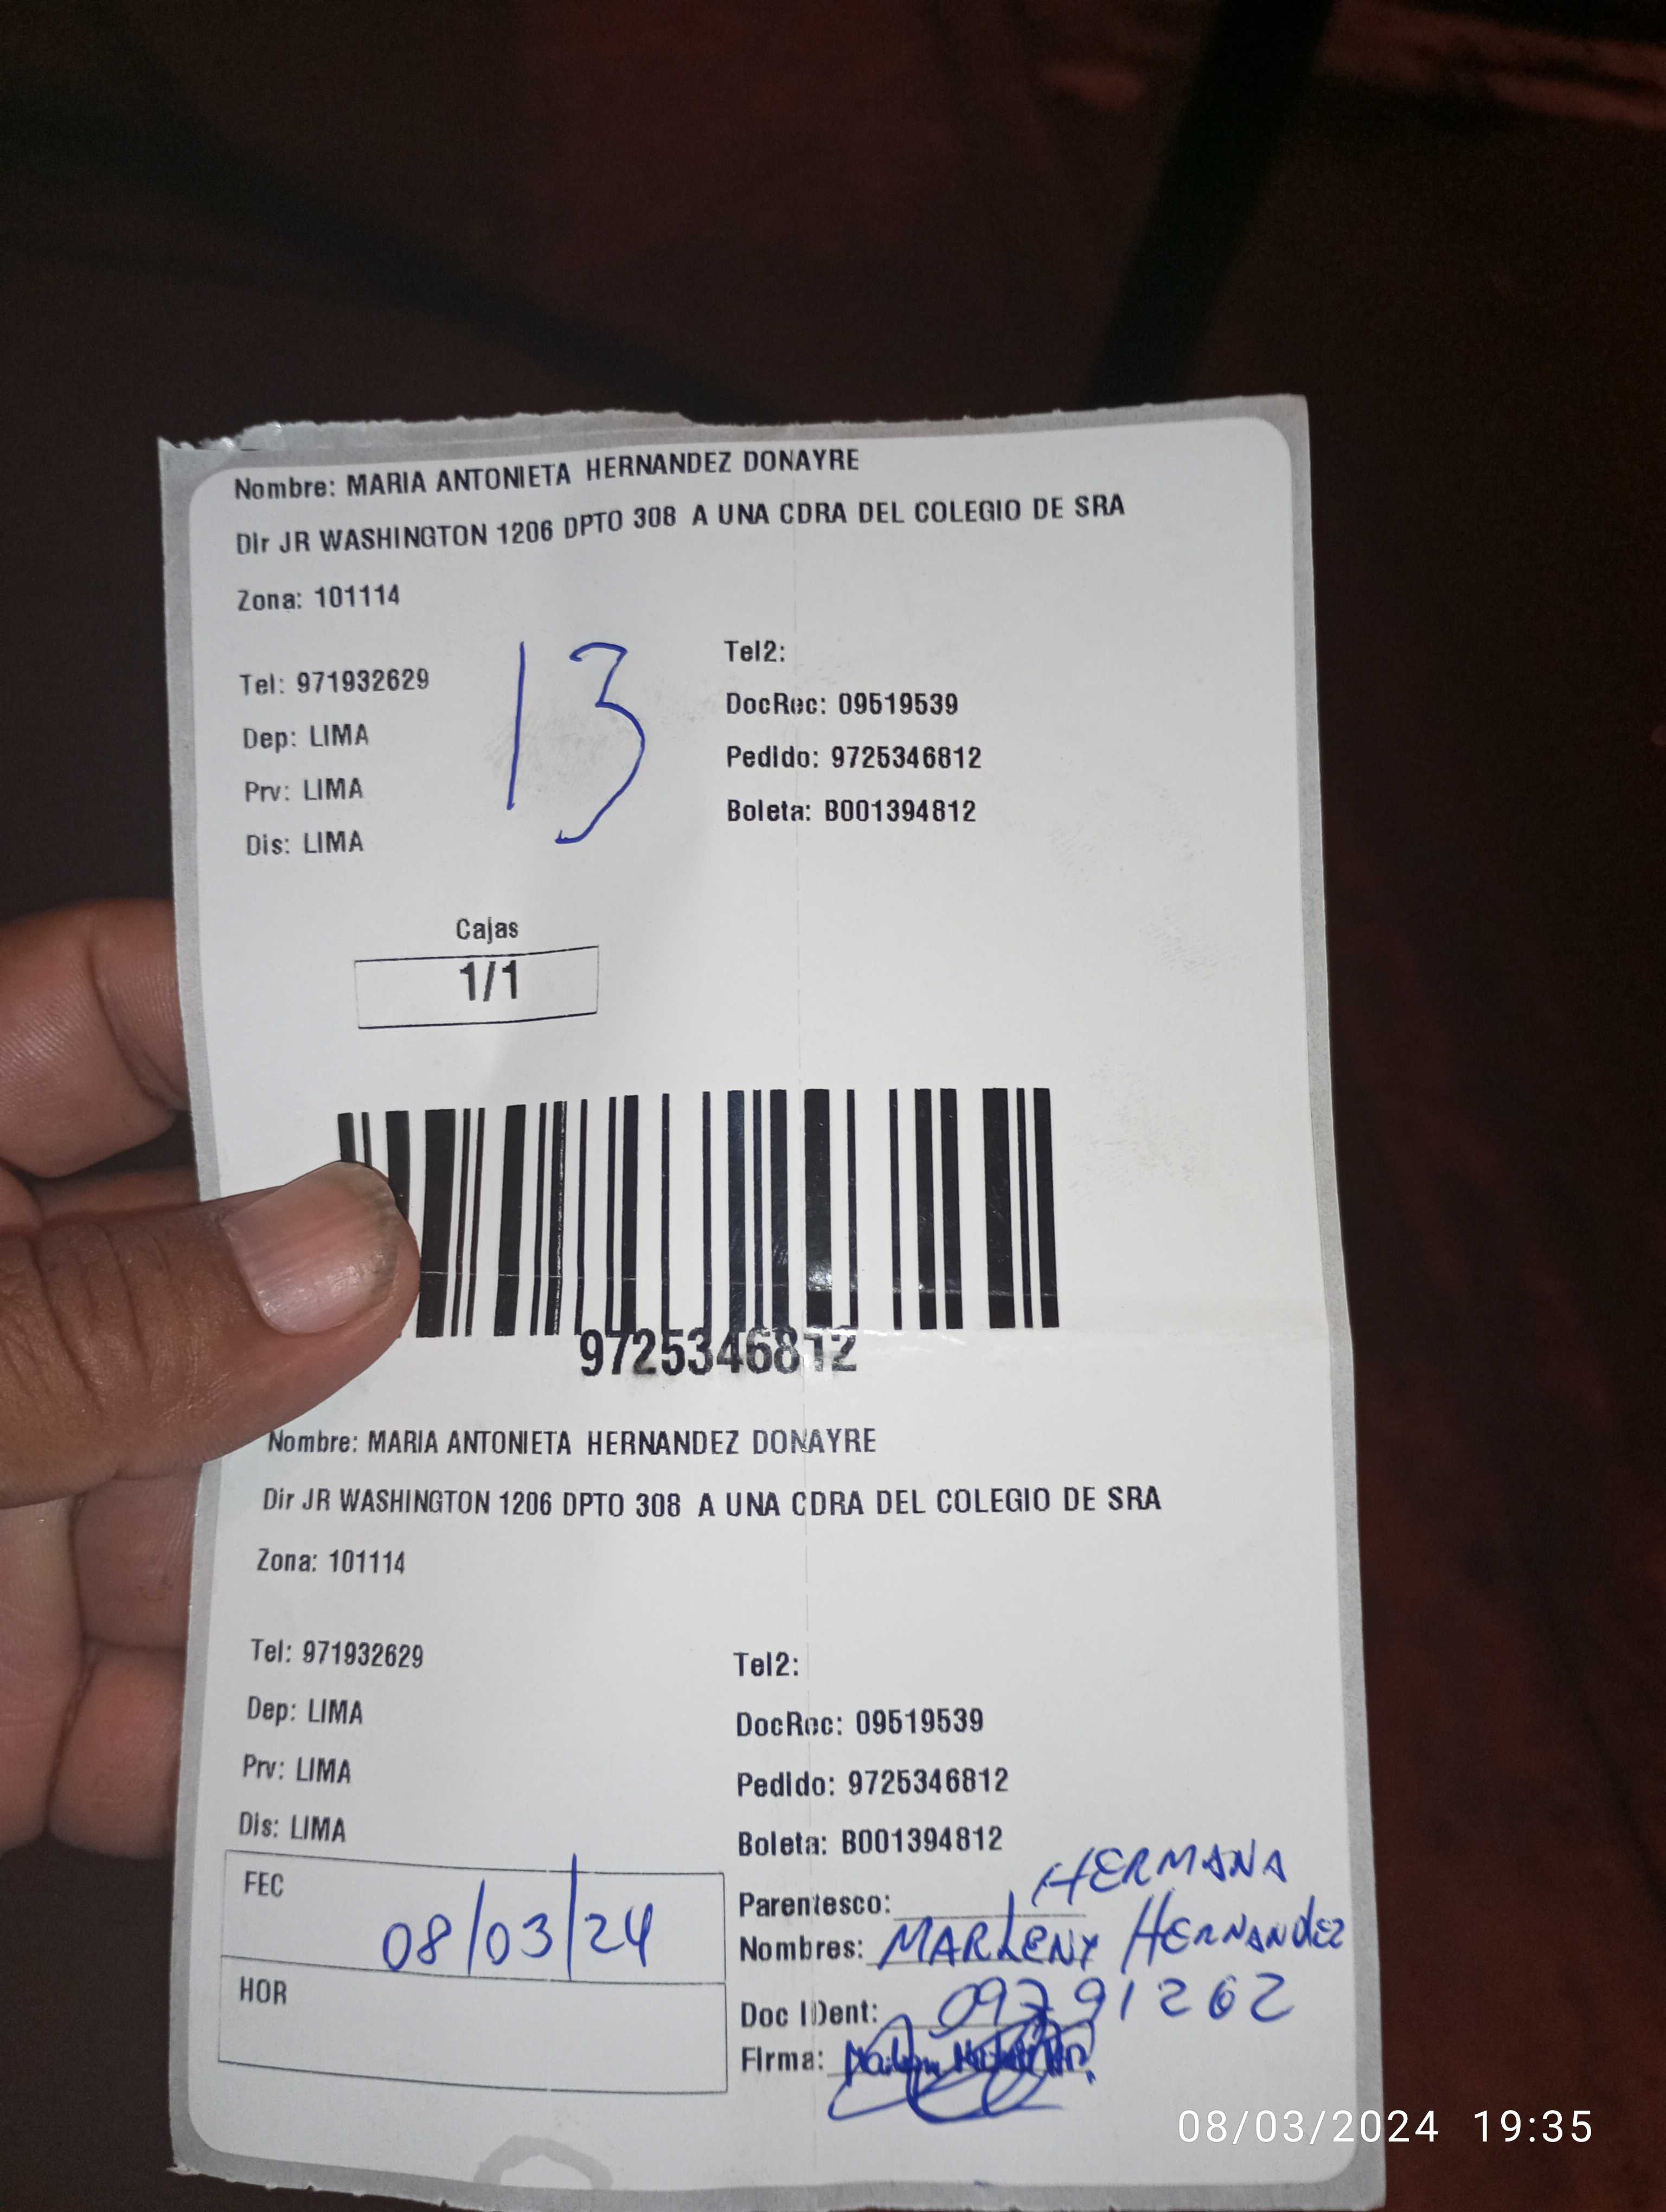 Nombre: MARIA ANTONIETA HERNANDEZ DONAYRE
Dir JR WASHINGTON 1206 DPTO 308 A UNA CDRA DEL COLEGIO DE SRA
Zona: 101114
13
Tel: 971932629
Dep: LIMA
Prv: LIMA
Dis: LIMA
Tel2:
DocRec: 09519539
Pedido: 9725346812
Boleta: B001394812
Cajas
1/1
9725346812
Nombre: MARIA ANTONIETA HERNANDEZ DONAYRE
Dir JR WASHINGTON 1206 DPTO 308 A UNA CDRA DEL COLEGIO DE SRA
Zona: 101114
Tel: 971932629
Dep: LIMA
Prv: LIMA
Dis: LIMA
Tel2:
DocRec: 09519539
Pedido: 9725346812
Boleta: B001394812
FEC 08/03/24
HOR
Parentesco: HERMANA
Nombres: MARLENY HERNANDEZ
Doc IDent: 09791262
Firma:
08/03/2024 19:35